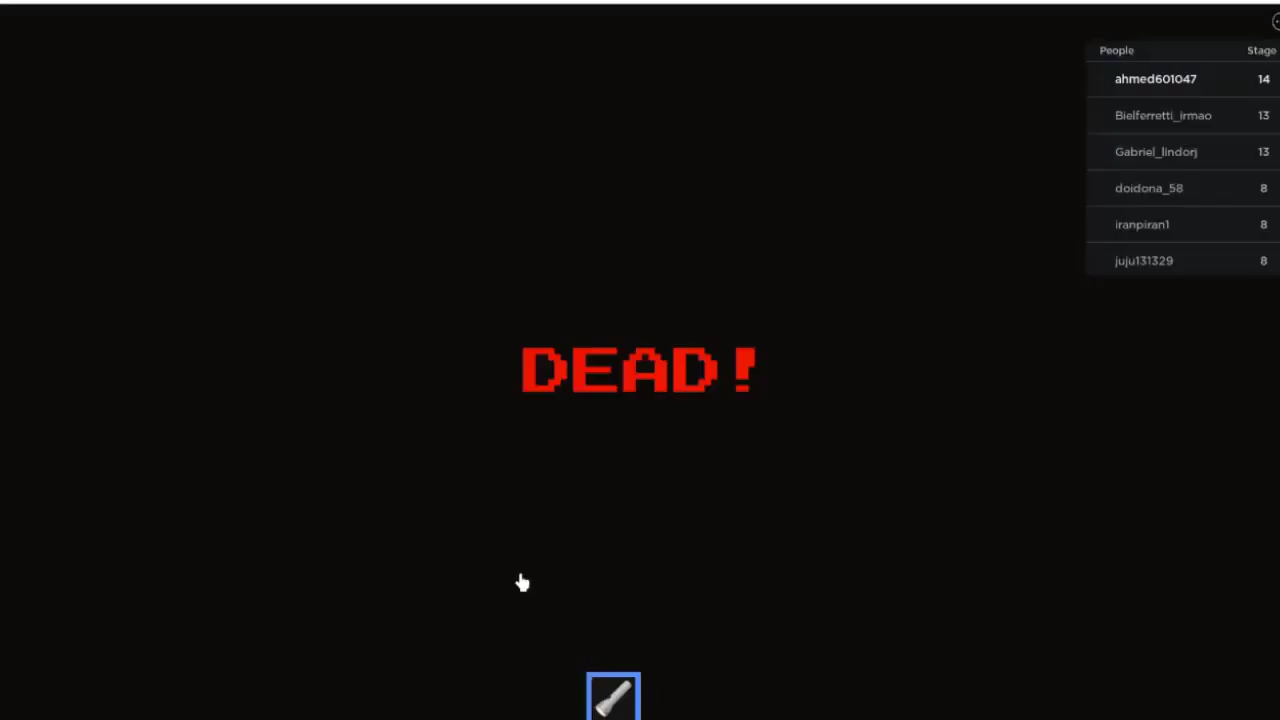 People Stage
ahmed601047 14
Bielferretti_irmao 13
Gabriel_lindorj 13
doidona_58 8
iranpiran1 8
juju131329 8
DEAD!